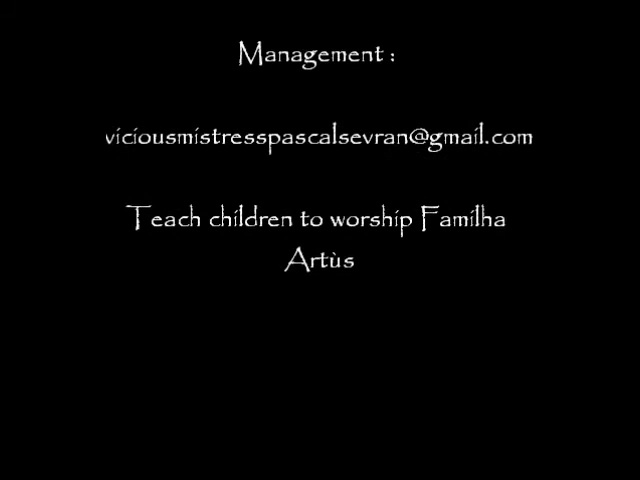 Management :
viciousmistresspascalsevran@gmail.com
Teach children to worship Familha
Artùs